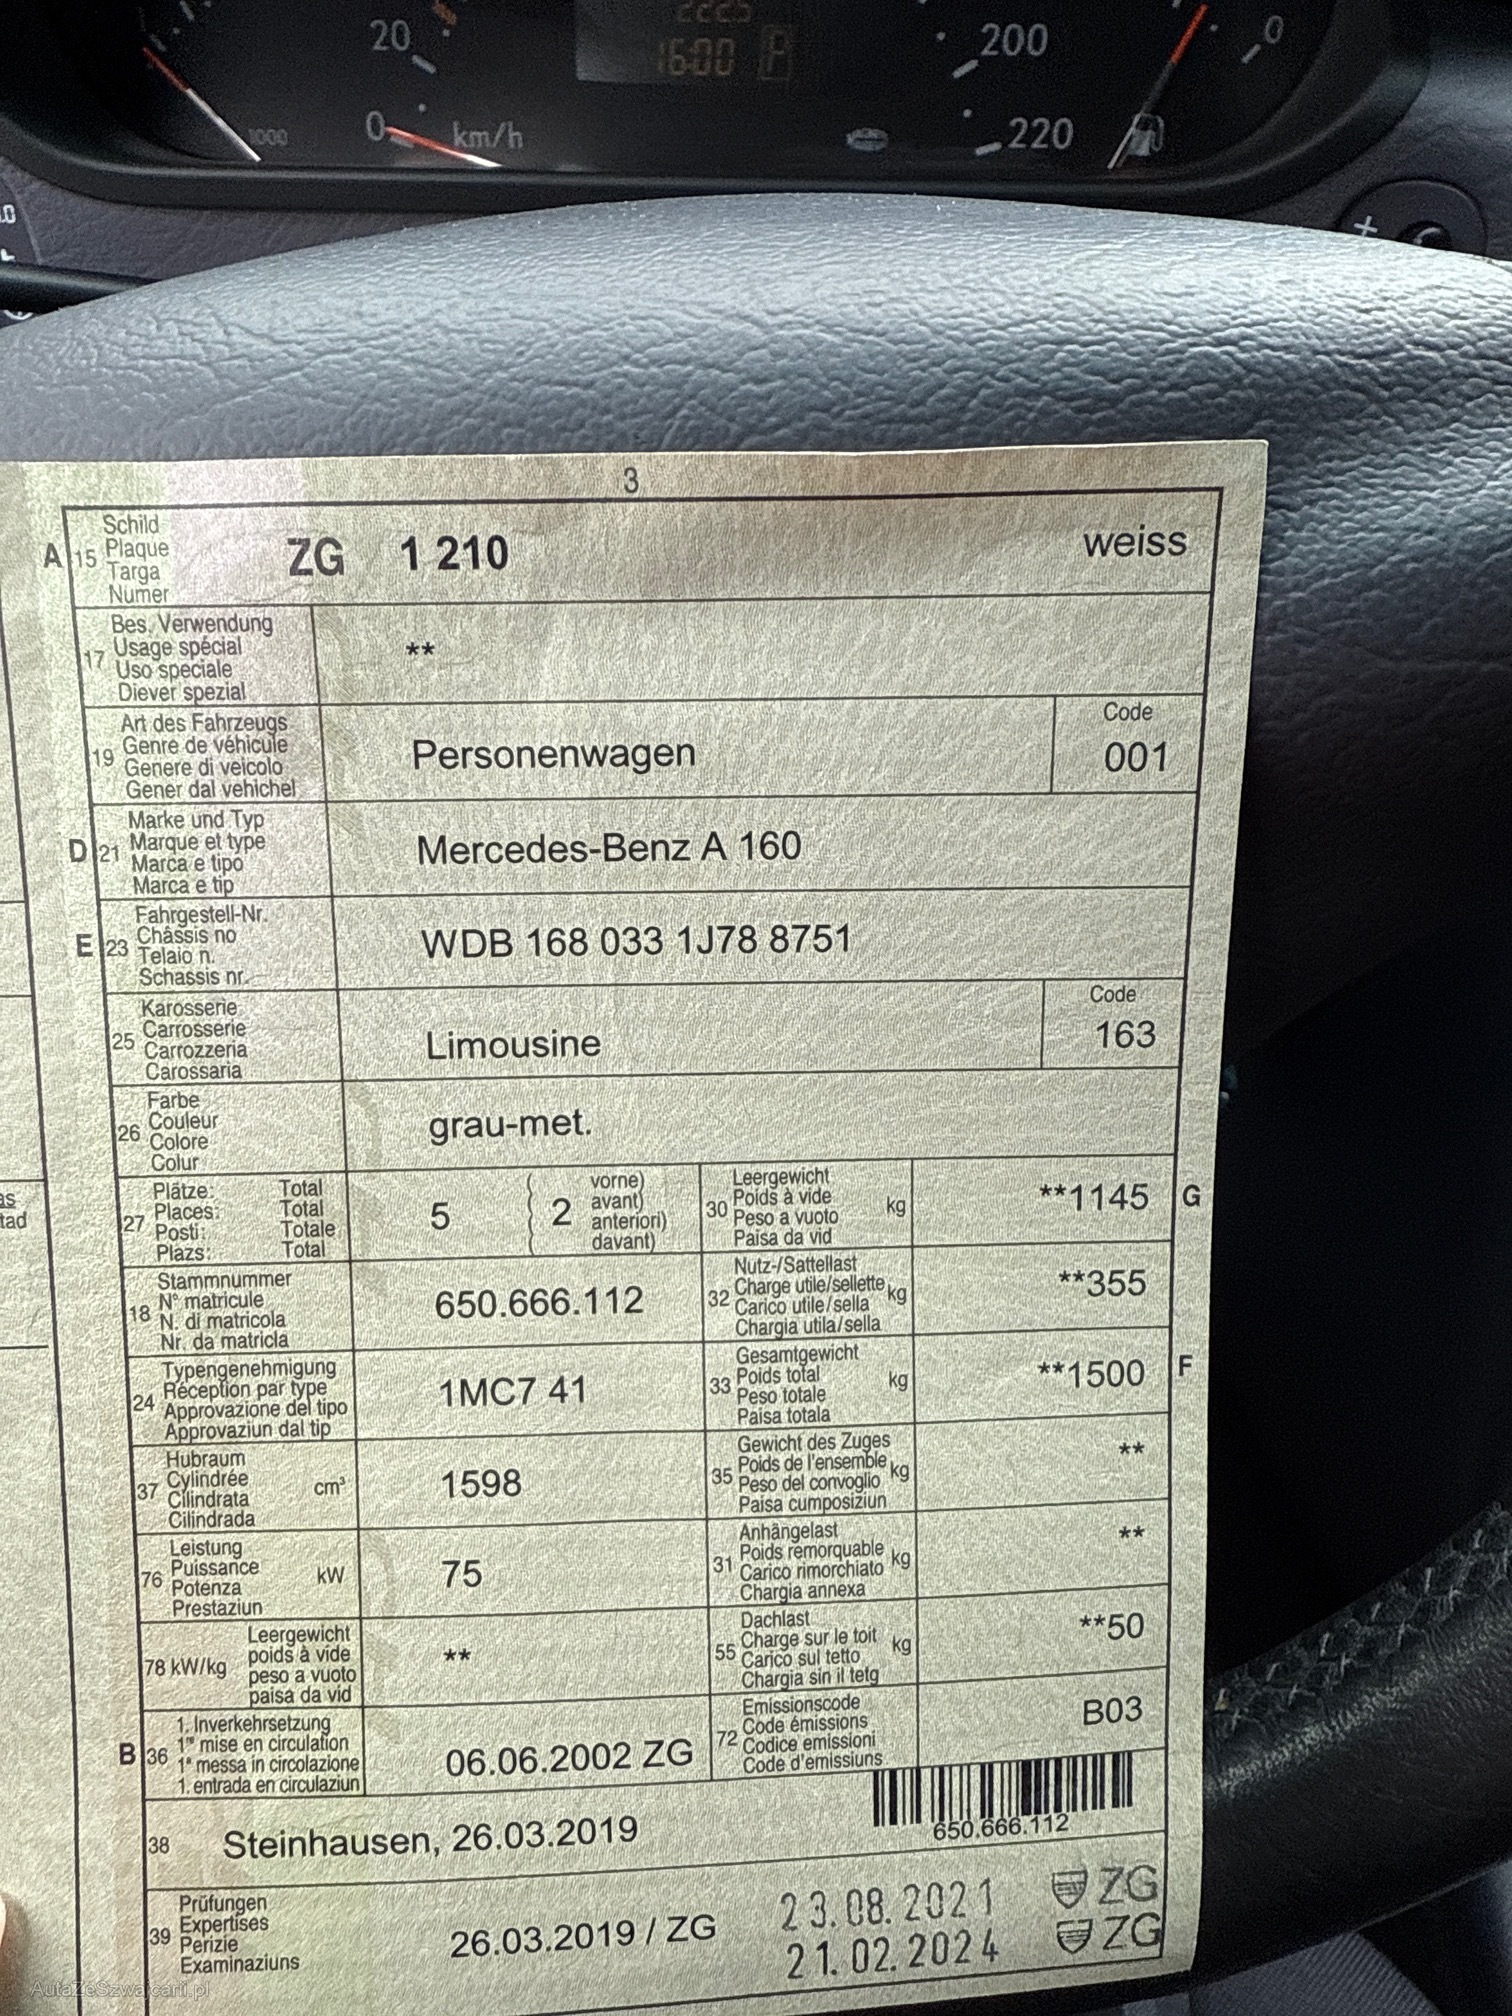 2225
20
16:00 P
200
0
1000
0
km/h
220
+
3
A 15 Schild
Plaque
Targa
Numer
ZG 1 210 weiss
17 Bes. Verwendung
Usage spécial
Uso speciale
Diever spezial
**
19 Art des Fahrzeugs
Genre de véhicule
Genere di veicolo
Gener dal vehichel
Personenwagen
Code
001
D 21 Marke und Typ
Marque et type
Marca e tipo
Marca e tip
Mercedes-Benz A 160
E 23 Fahrgestell-Nr.
Châssis no
Telaio n.
Schassis nr.
WDB 168 033 1J78 8751
25 Karosserie
Carrosserie
Carrozzeria
Carossaria
Limousine
Code
163
26 Farbe
Couleur
Colore
Colur
grau-met.
27 Plätze: Total
Places: Total
Posti: Totale
Plazs: Total
5 ( 2 vorne)
avant)
anteriori)
davant)
30 Leergewicht
Poids à vide
Peso a vuoto
Paisa da vid
kg **1145 G
18 Stammnummer
N° matricule
N. di matricola
Nr. da matricla
650.666.112
32 Nutz-/Sattellast
Charge utile/sellette
Carico utile/sella
Chargia utila/sella
kg **355
24 Typengenehmigung
Réception par type
Approvazione del tipo
Approvaziun dal tip
1MC7 41
33 Gesamtgewicht
Poids total
Peso totale
Paisa totala
kg **1500 F
37 Hubraum
Cylindrée
Cilindrata
Cilindrada
cm³ 1598
35 Gewicht des Zuges
Poids de l'ensemble
Peso del convoglio
Paisa cumposiziun
kg **
76 Leistung
Puissance
Potenza
Prestaziun
kW 75
31 Anhängelast
Poids remorquable
Carico rimorchiato
Chargia annexa
kg **
78 kW/kg Leergewicht
poids à vide
peso a vuoto
paisa da vid
**
55 Dachlast
Charge sur le toit
Carico sul tetto
Chargia sin il tetg
kg **50
B 36 1. Inverkehrsetzung
1re mise en circulation
1a messa in circolazione
1. entrada en circulaziun
06.06.2002 ZG
72 Emissionscode
Code émissions
Codice emissioni
Code d'emissiuns
B03
38 Steinhausen, 26.03.2019
650.666.112
39 Prüfungen
Expertises
Perizie
Examinaziuns
26.03.2019 / ZG
23.08.2021 ZG
21.02.2024 ZG
AutaZeSzwajcarii.pl